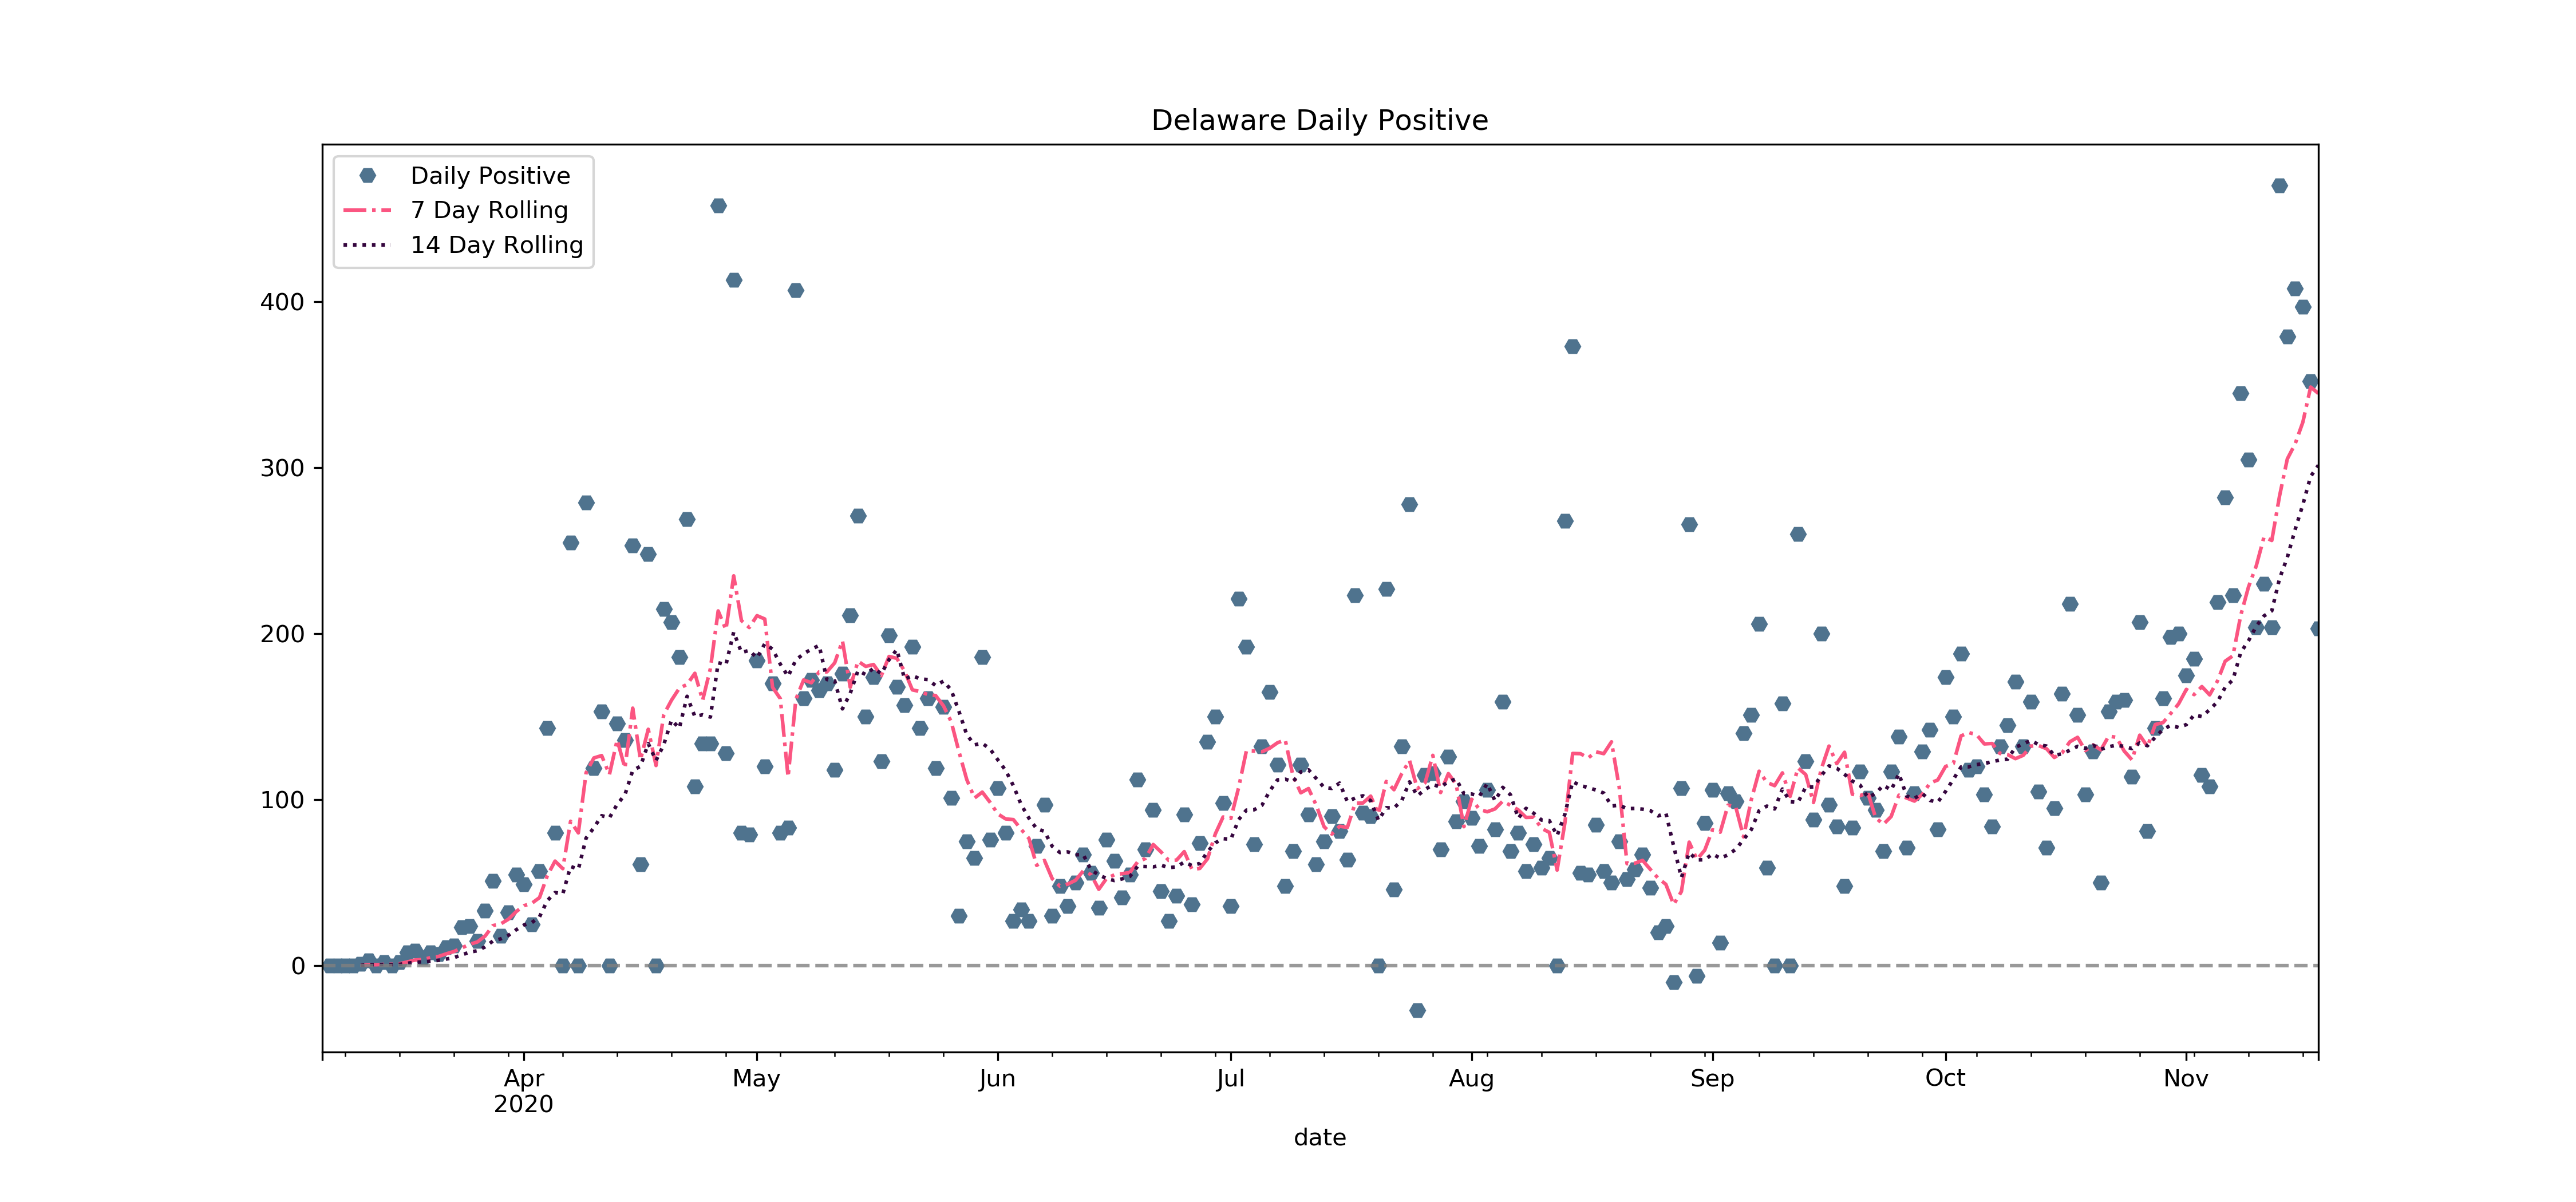 Delaware Daily Positive
Daily Positive
7 Day Rolling
14 Day Rolling
400
300
200
100
0
Apr May Jun Jul Aug Sep Oct Nov
2020
date